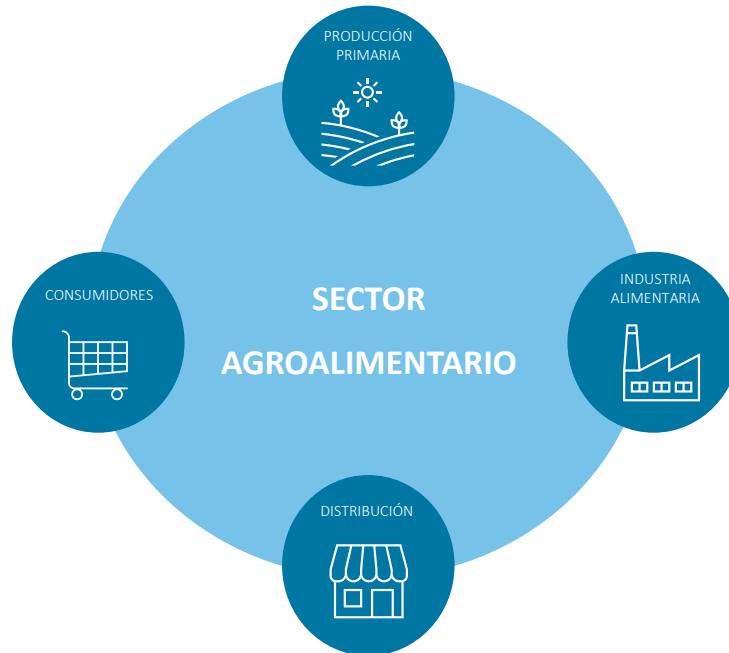 PRODUCCIÓN
PRIMARIA
CONSUMIDORES
SECTOR
AGROALIMENTARIO
INDUSTRIA
ALIMENTARIA
DISTRIBUCIÓN